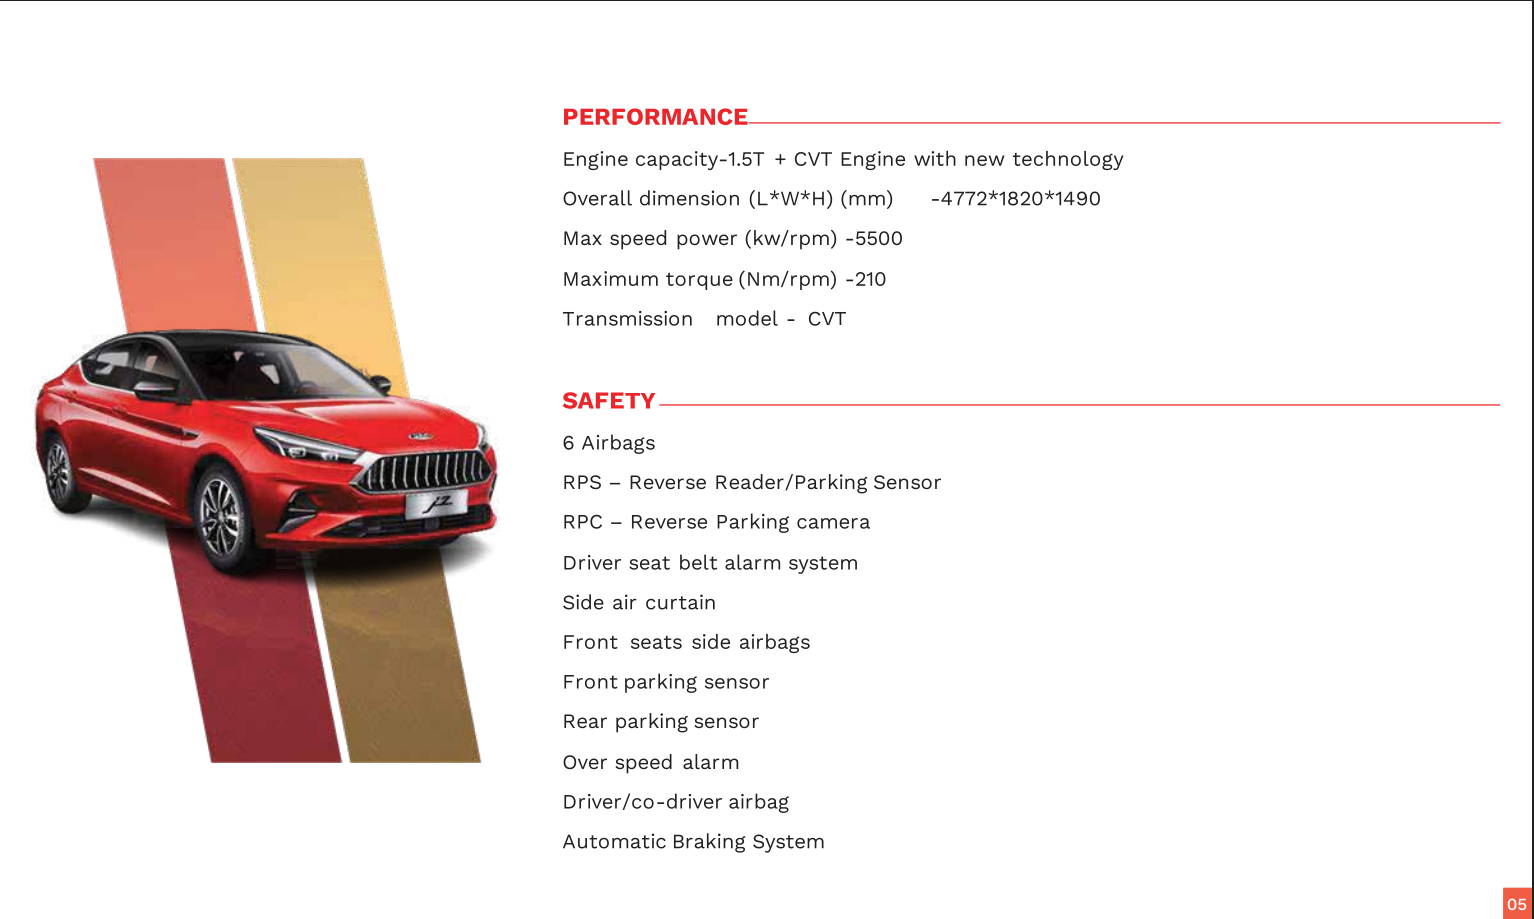 PERFORMANCE
Engine capacity-1.5T + CVT Engine with new technology
Overall dimension (L*W*H) (mm) -4772*1820*1490
Max speed power (kw/rpm) -5500
Maximum torque (Nm/rpm) -210
Transmission model - CVT
SAFETY
6 Airbags
RPS – Reverse Reader/Parking Sensor
RPC – Reverse Parking camera
Driver seat belt alarm system
Side air curtain
Front seats side airbags
Front parking sensor
Rear parking sensor
Over speed alarm
Driver/co-driver airbag
Automatic Braking System
05